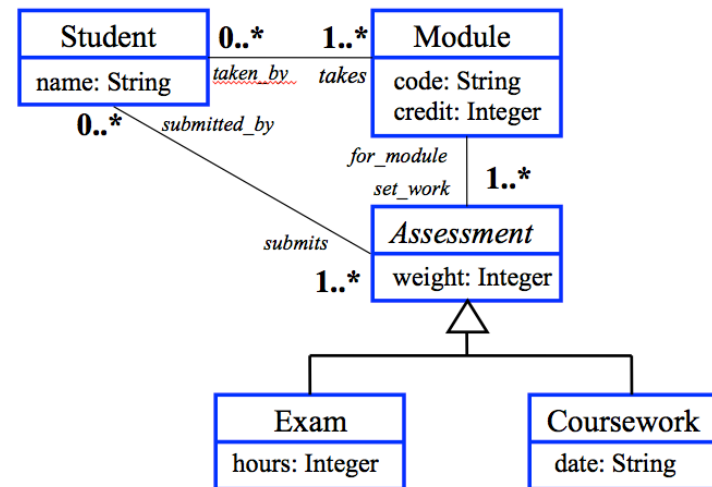 Student
0..*
1..*
Module
name: String
taken_by
takes
code: String
credit: Integer
0..*
submitted_by
for_module
set_work
1..*
submits
Assessment
1..*
weight: Integer
Exam
Coursework
hours: Integer
date: String